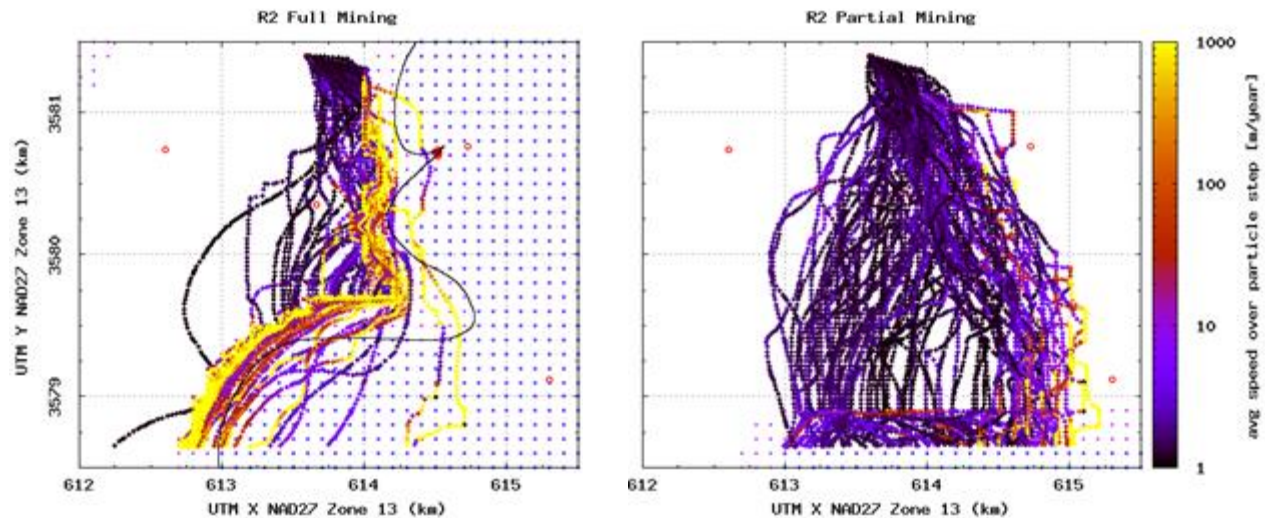 R2 Full Mining
R2 Partial Mining
UTM Y NAD27 Zone 13 (km)
3581
3580
3579
612
613
614
615
UTM X NAD27 Zone 13 (km)
612
613
614
615
UTM X NAD27 Zone 13 (km)
1000
100
10
1
avg speed over particle step [m/year]